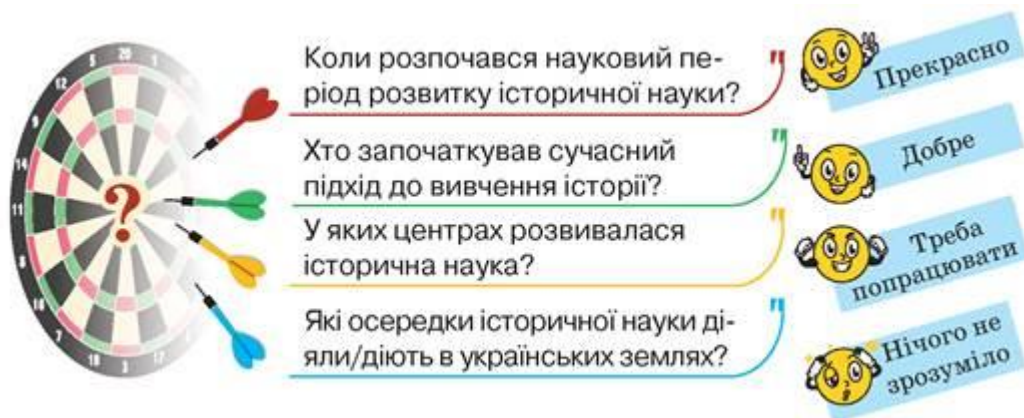 Коли розпочався науковий пе-
ріод розвитку історичної науки?
Прекрасно
Хто започаткував сучасний
підхід до вивчення історії?
Добре
У яких центрах розвивалася
історична наука?
Треба
попрацювати
Які осередки історичної науки ді-
яли/діють в українських землях?
Нічого не
зрозуміло
?